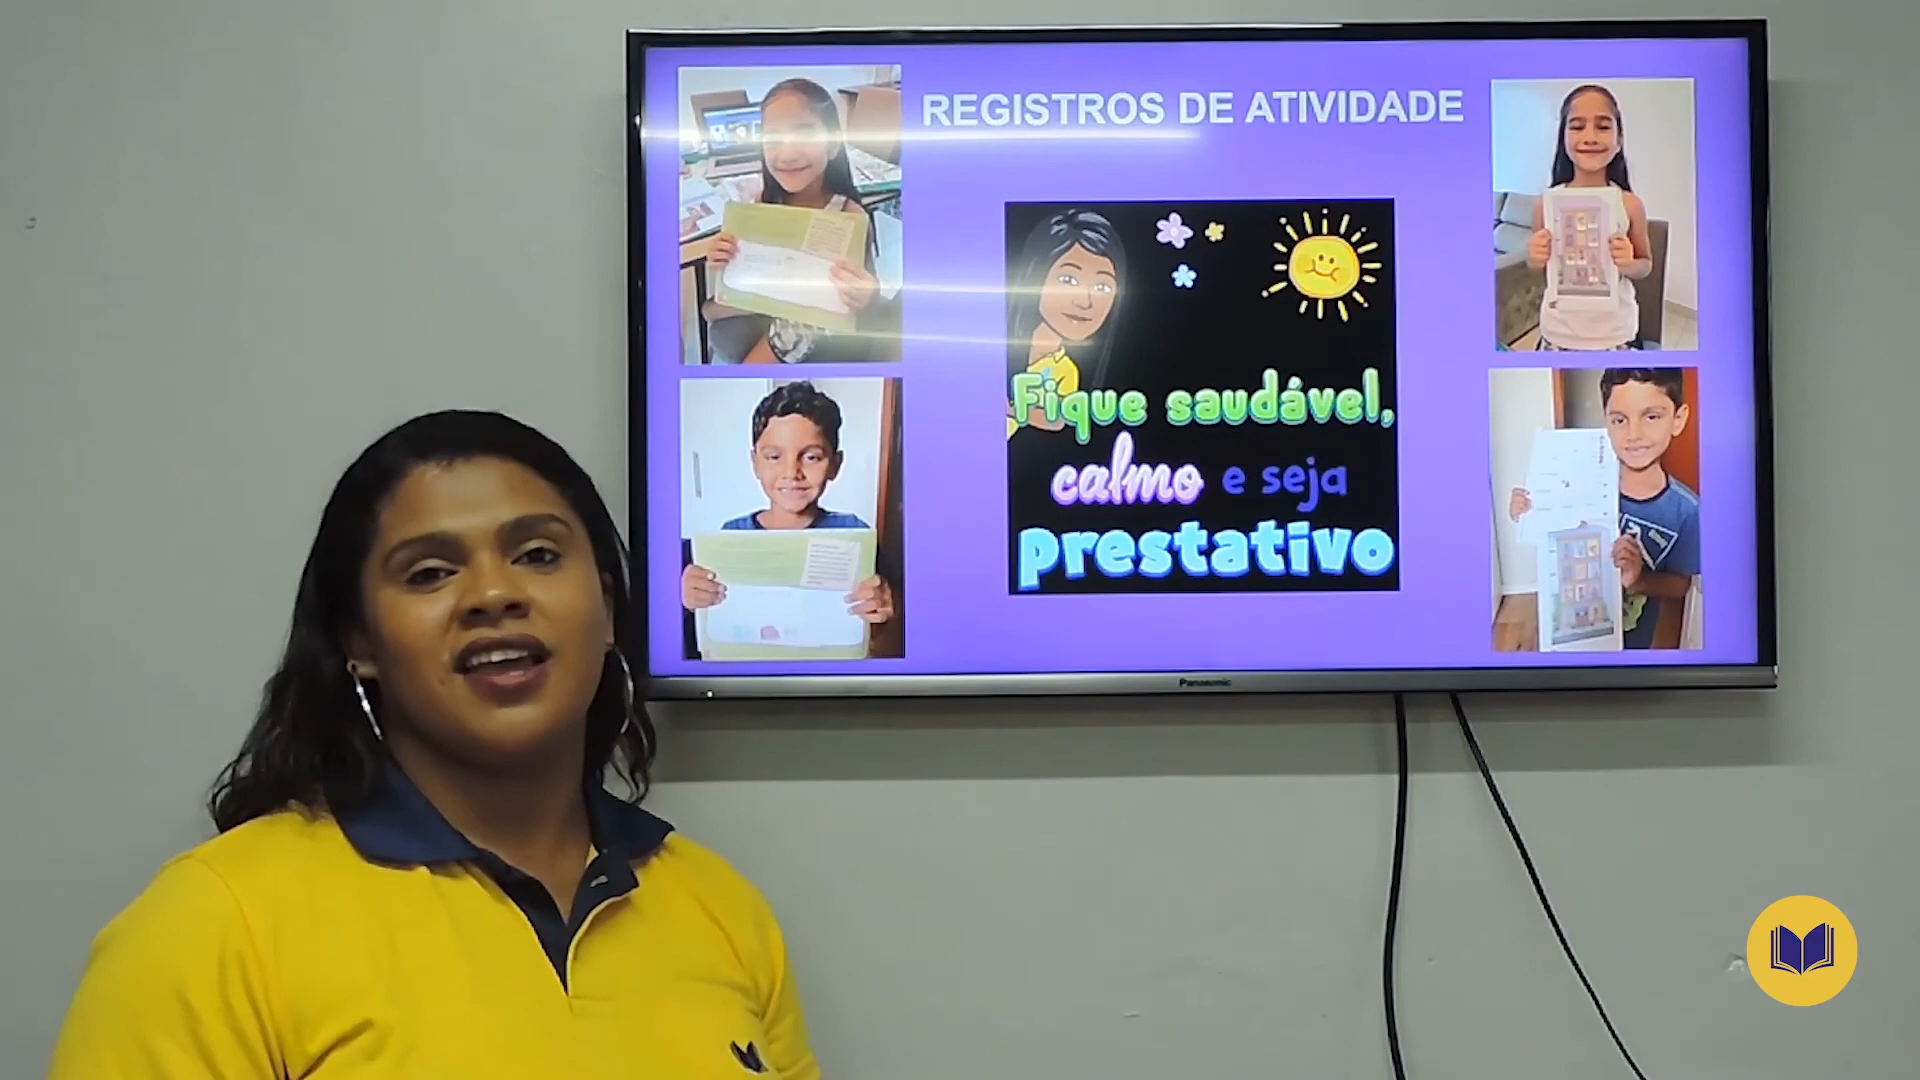 REGISTROS DE ATIVIDADE
Fique saudável,
calmo e seja
prestativo
Panasonic